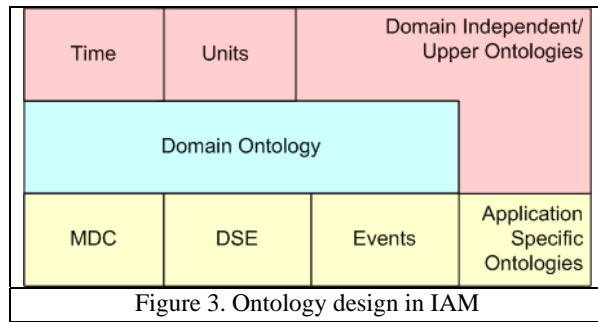 Time
Units
Domain Independent/
Upper Ontologies
Domain Ontology
MDC
DSE
Events
Application
Specific
Ontologies
Figure 3. Ontology design in IAM